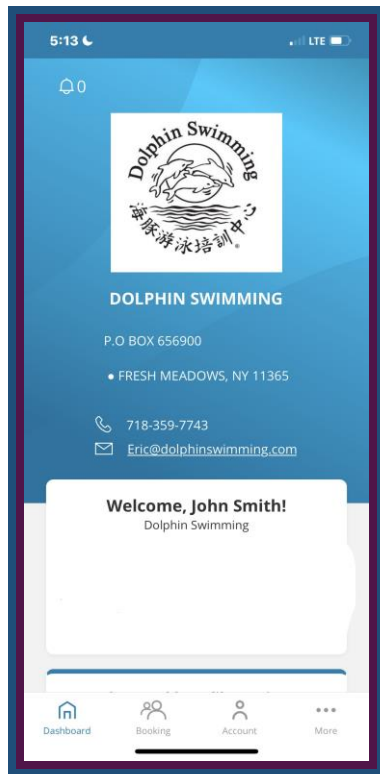 5:13
LTE
0
Dolphin Swimming
海豚游泳培訓中心
DOLPHIN SWIMMING
P.O BOX 656900
• FRESH MEADOWS, NY 11365
718-359-7743
Eric@dolphinswimming.com
Welcome, John Smith!
Dolphin Swimming
Dashboard
Booking
Account
More